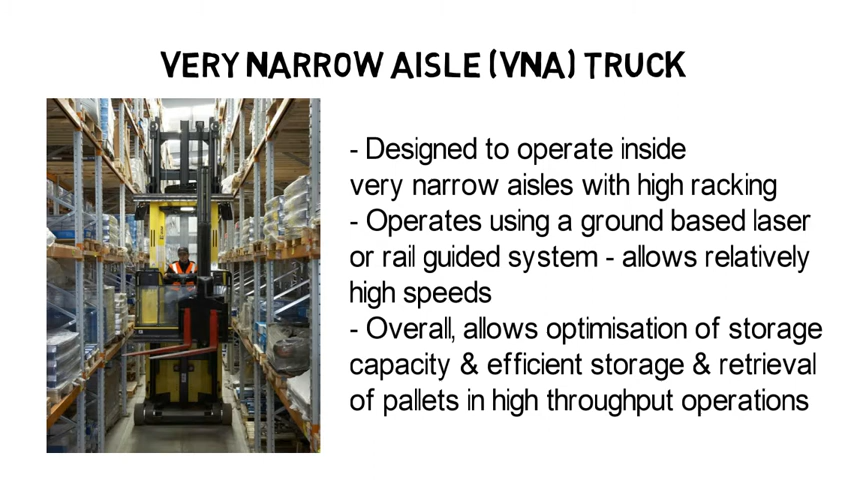 VERY NARROW AISLE (VNA) TRUCK
- Designed to operate inside
very narrow aisles with high racking
- Operates using a ground based laser
or rail guided system - allows relatively
high speeds
- Overall, allows optimisation of storage
capacity & efficient storage & retrieval
of pallets in high throughput operations